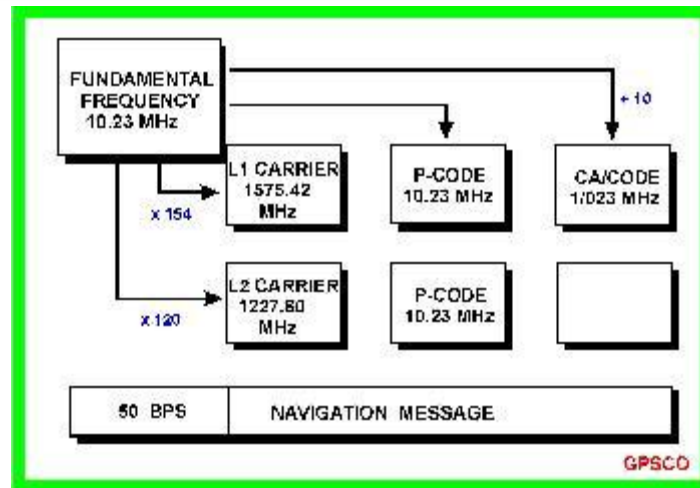 FUNDAMENTAL
FREQUENCY
10.23 MHz
÷ 10
L1 CARRIER
1575.42
MHz
P-CODE
10.23 MHz
CA/CODE
1/023 MHz
x 154
L2 CARRIER
1227.60
MHz
P-CODE
10.23 MHz
x 120
50 BPS NAVIGATION MESSAGE
GPSCO